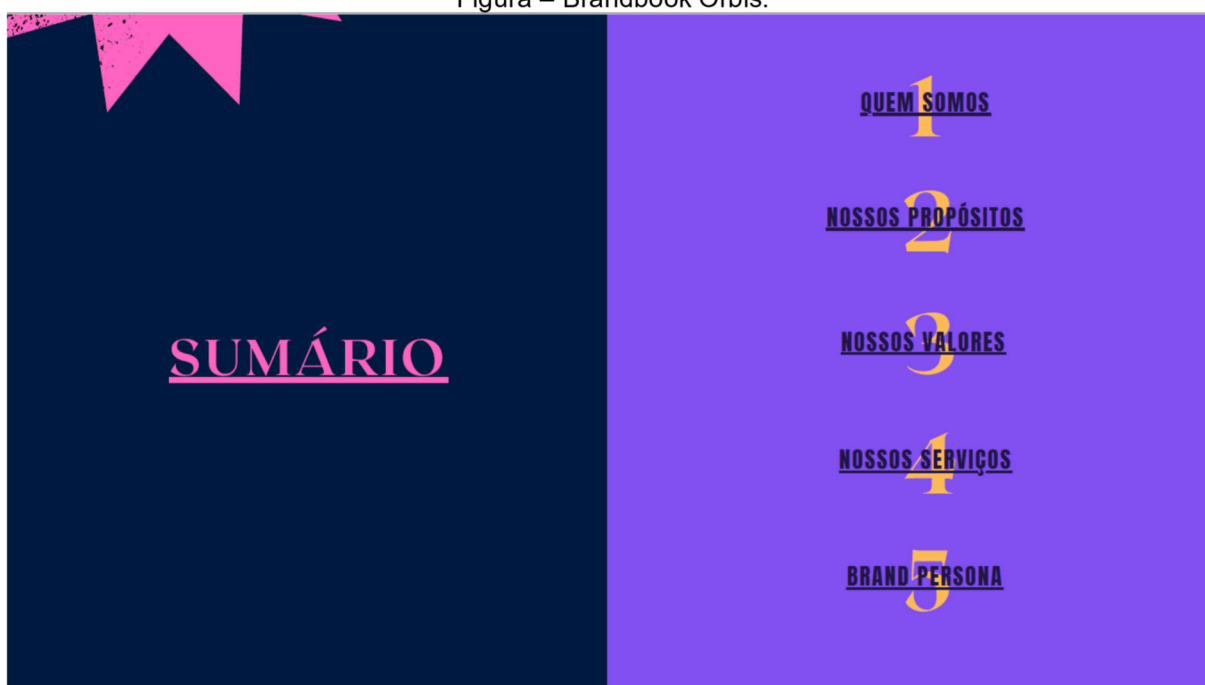 Figura – Brandbook Orbis.
SUMÁRIO
1
QUEM SOMOS
2
NOSSOS PROPÓSITOS
3
NOSSOS VALORES
4
NOSSOS SERVIÇOS
5
BRAND PERSONA